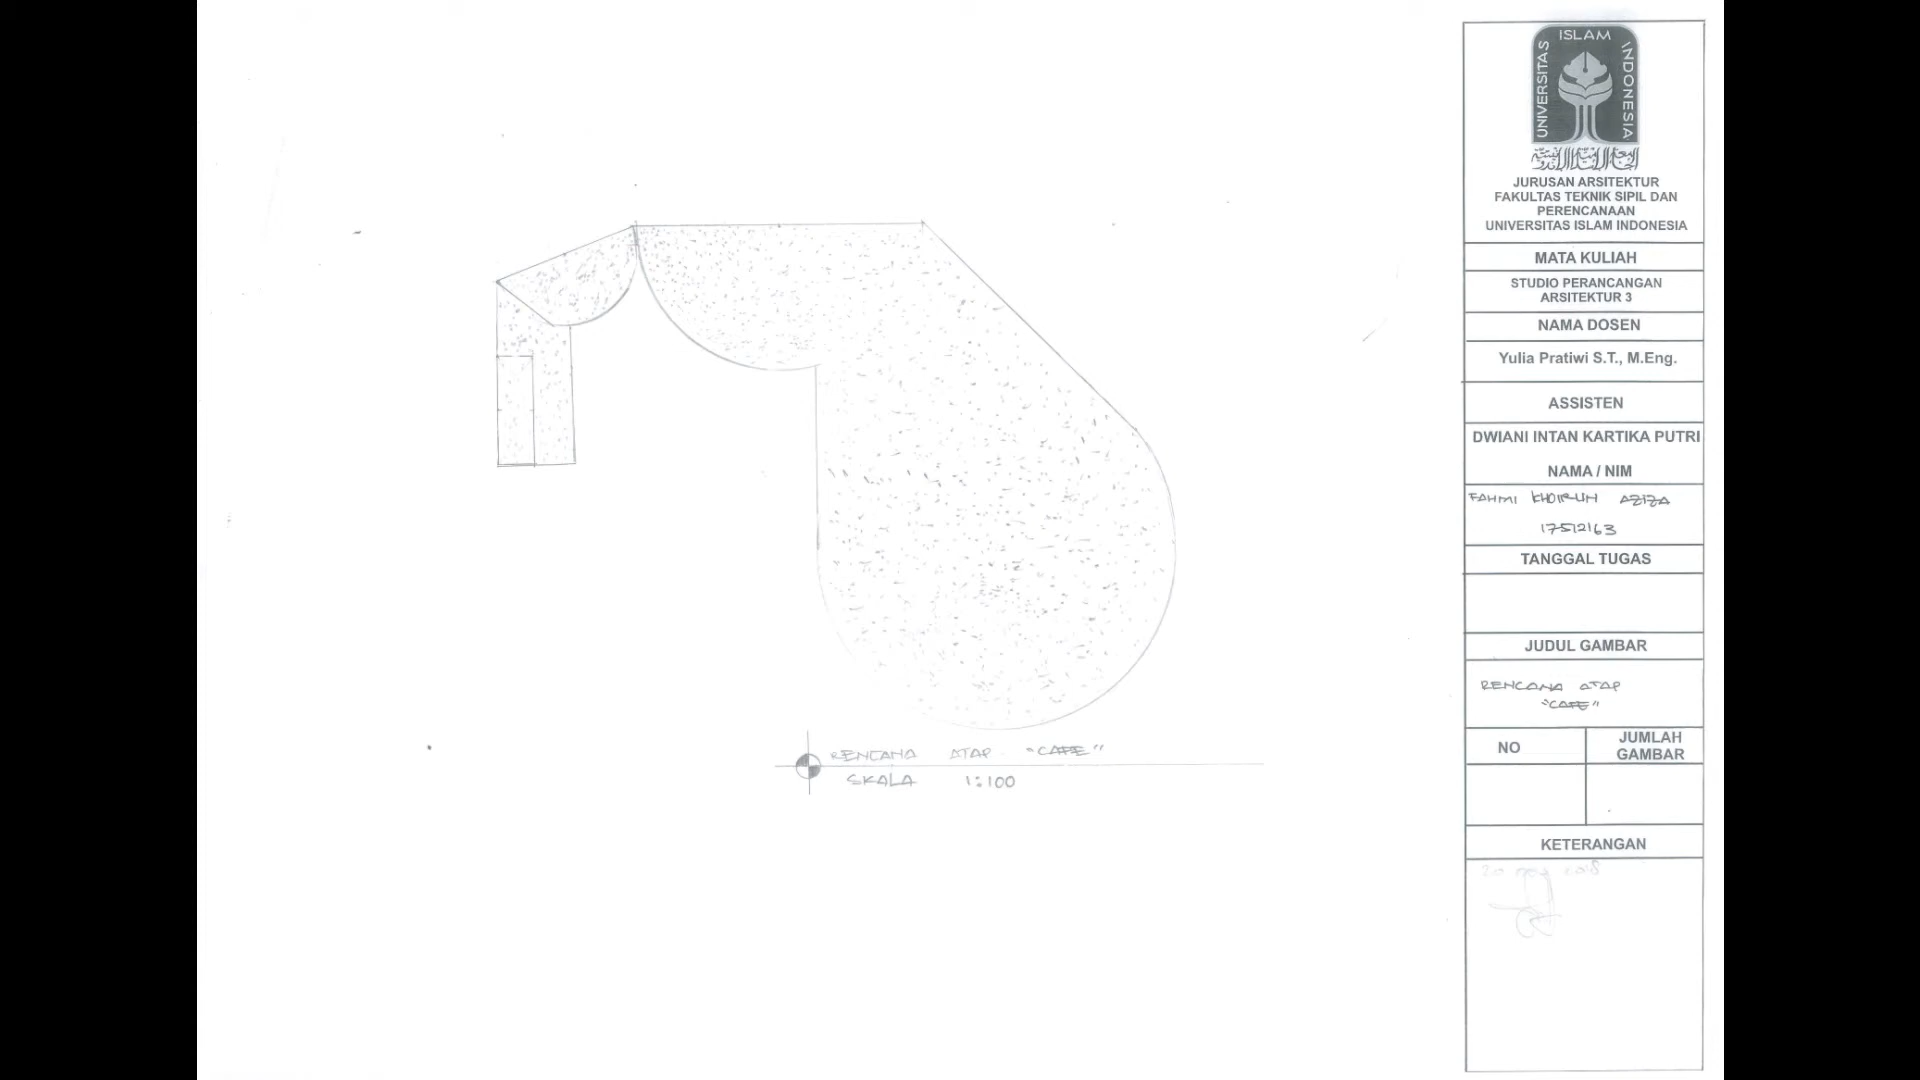 RENCANA ATAP "CAFE"
SKALA 1:100
UNIVERSITAS ISLAM INDONESIA
JURUSAN ARSITEKTUR
FAKULTAS TEKNIK SIPIL DAN
PERENCANAAN
UNIVERSITAS ISLAM INDONESIA
MATA KULIAH
STUDIO PERANCANGAN
ARSITEKTUR 3
NAMA DOSEN
Yulia Pratiwi S.T., M.Eng.
ASSISTEN
DWIANI INTAN KARTIKA PUTRI
NAMA / NIM
FAHMI KHOIRUN AZIZA
17512163
TANGGAL TUGAS
JUDUL GAMBAR
RENCANA ATAP
"CAFE"
NO
JUMLAH
GAMBAR
KETERANGAN